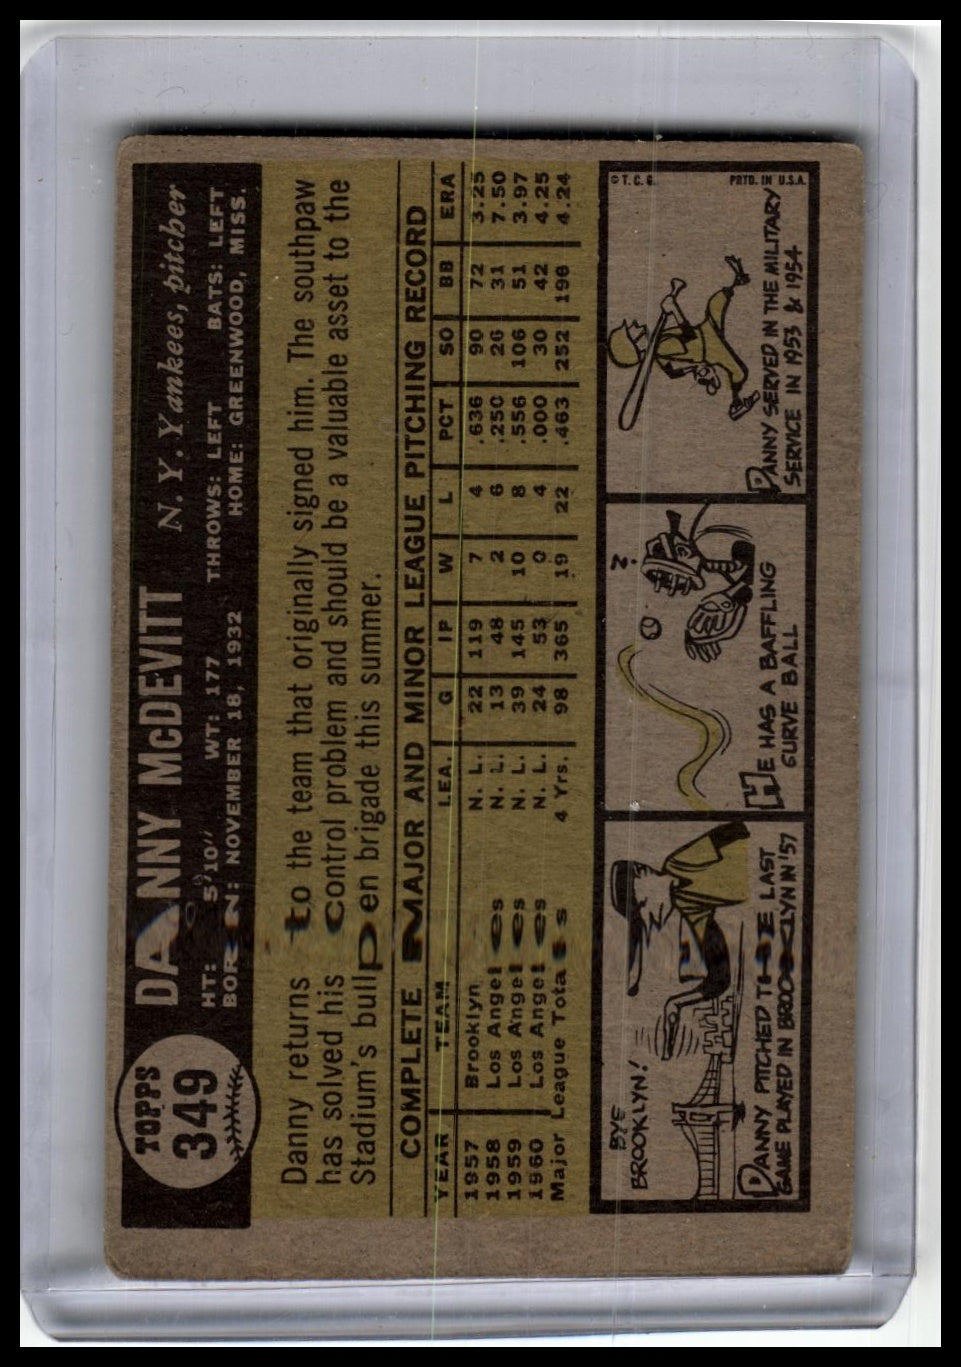 TOPPS
349
DANNY McDEVITT N. Y. Yankees, pitcher
HT: 5'10" WT: 177 THROWS: LEFT BATS: LEFT
BORN: NOVEMBER 18, 1932 HOME: GREENWOOD, MISS.
Danny returns to the team that originally signed him. The southpaw
has solved his control problem and should be a valuable asset to the
Stadium's bullpen brigade this summer.
COMPLETE MAJOR AND MINOR LEAGUE PITCHING RECORD
YEAR TEAM LEA. G IP W L PCT SO BB ERA
1957 Brooklyn N. L. 22 119 7 4 .636 90 72 3.25
1958 Los Angeles N. L. 13 48 2 6 .250 26 31 7.50
1959 Los Angeles N. L. 39 145 10 8 .556 106 51 3.97
1960 Los Angeles N. L. 24 53 0 4 .000 30 42 4.25
Major League Totals 4 Yrs. 98 365 19 22 .463 252 196 4.24
BYE
BROOKLYN!
DANNY PITCHED THE LAST
GAME PLAYED IN BROOKLYN IN '57
?
HE HAS A BAFFLING
CURVE BALL
© T. C. G. PRTD. IN U.S.A.
DANNY SERVED IN THE MILITARY
SERVICE IN 1953 & 1954